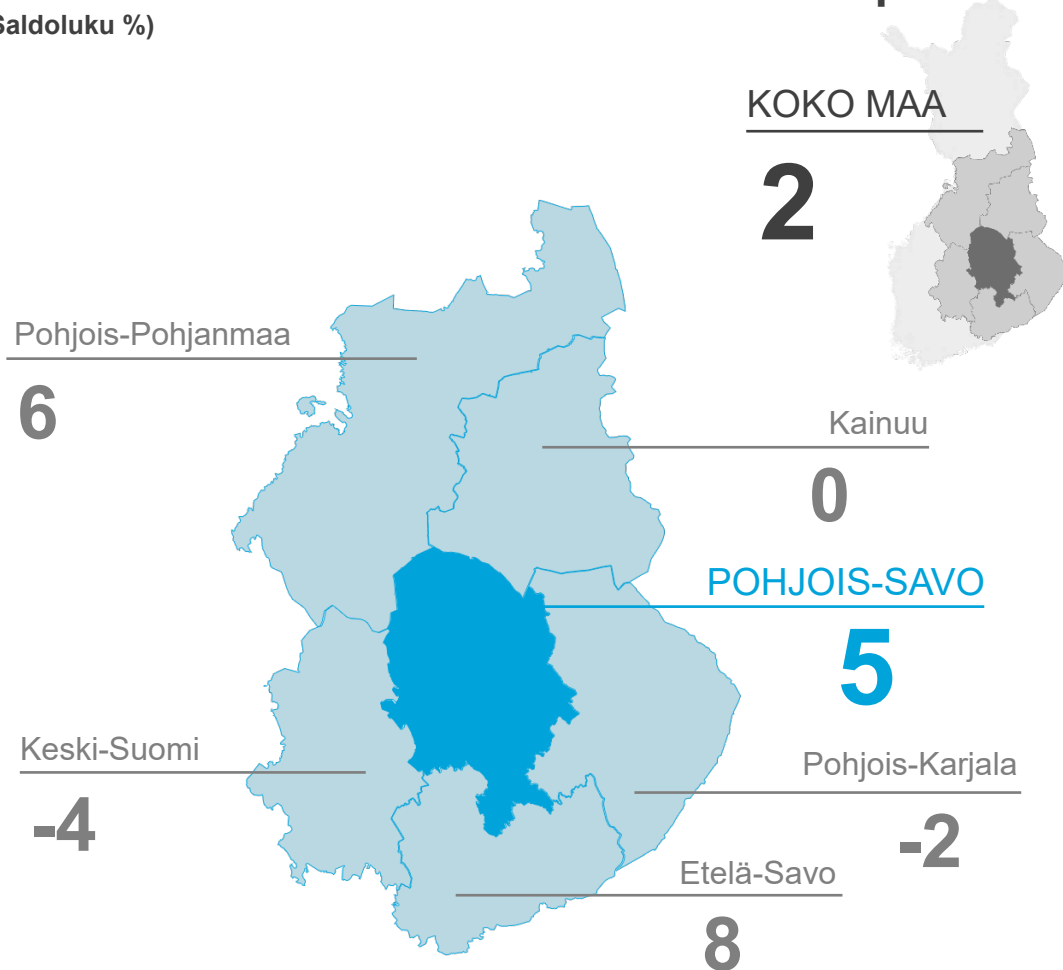 Saldoluku %)
KOKO MAA
2
Pohjois-Pohjanmaa
6
Kainuu
0
POHJOIS-SAVO
5
Keski-Suomi
-4
Pohjois-Karjala
-2
Etelä-Savo
8